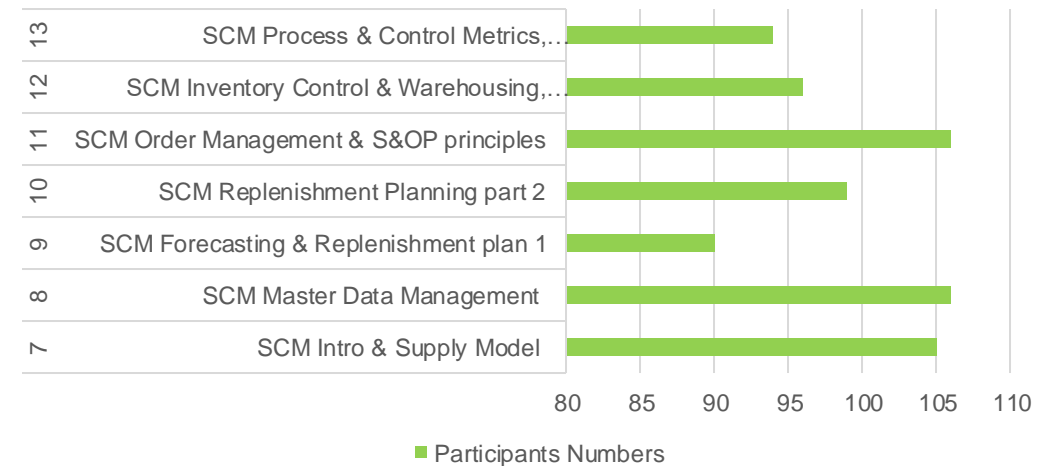 13 SCM Process & Control Metrics,...
12 SCM Inventory Control & Warehousing,...
11 SCM Order Management & S&OP principles
10 SCM Replenishment Planning part 2
9 SCM Forecasting & Replenishment plan 1
8 SCM Master Data Management
7 SCM Intro & Supply Model
80 85 90 95 100 105 110
Participants Numbers